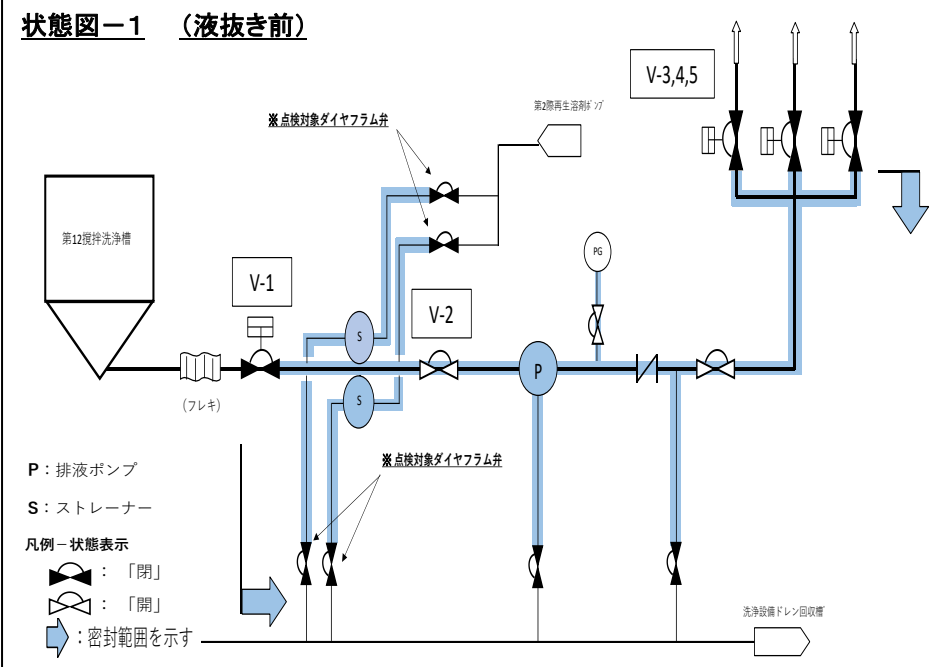 状態図－1　（液抜き前）
V-3,4,5
第2際再生溶剤ﾎﾟﾝﾌﾟ
※点検対象ダイヤフラム弁
第12撹拌洗浄槽
V-1
PG
V-2
S
P
S
(フレキ)
※点検対象ダイヤフラム弁
P：排液ポンプ
S：ストレーナー
凡例－状態表示
：「閉」
：「開」
：密封範囲を示す
洗浄設備ドレン回収槽